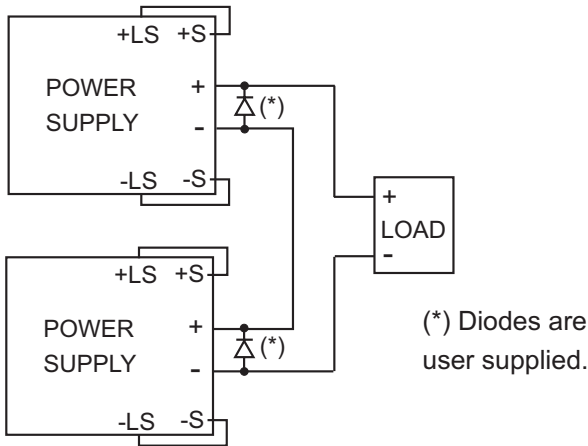 +LS +S
POWER
SUPPLY
+
-
(*)
-LS -S
+
LOAD
-
+LS +S
POWER
SUPPLY
+
-
(*)
-LS -S
(*) Diodes are
user supplied.